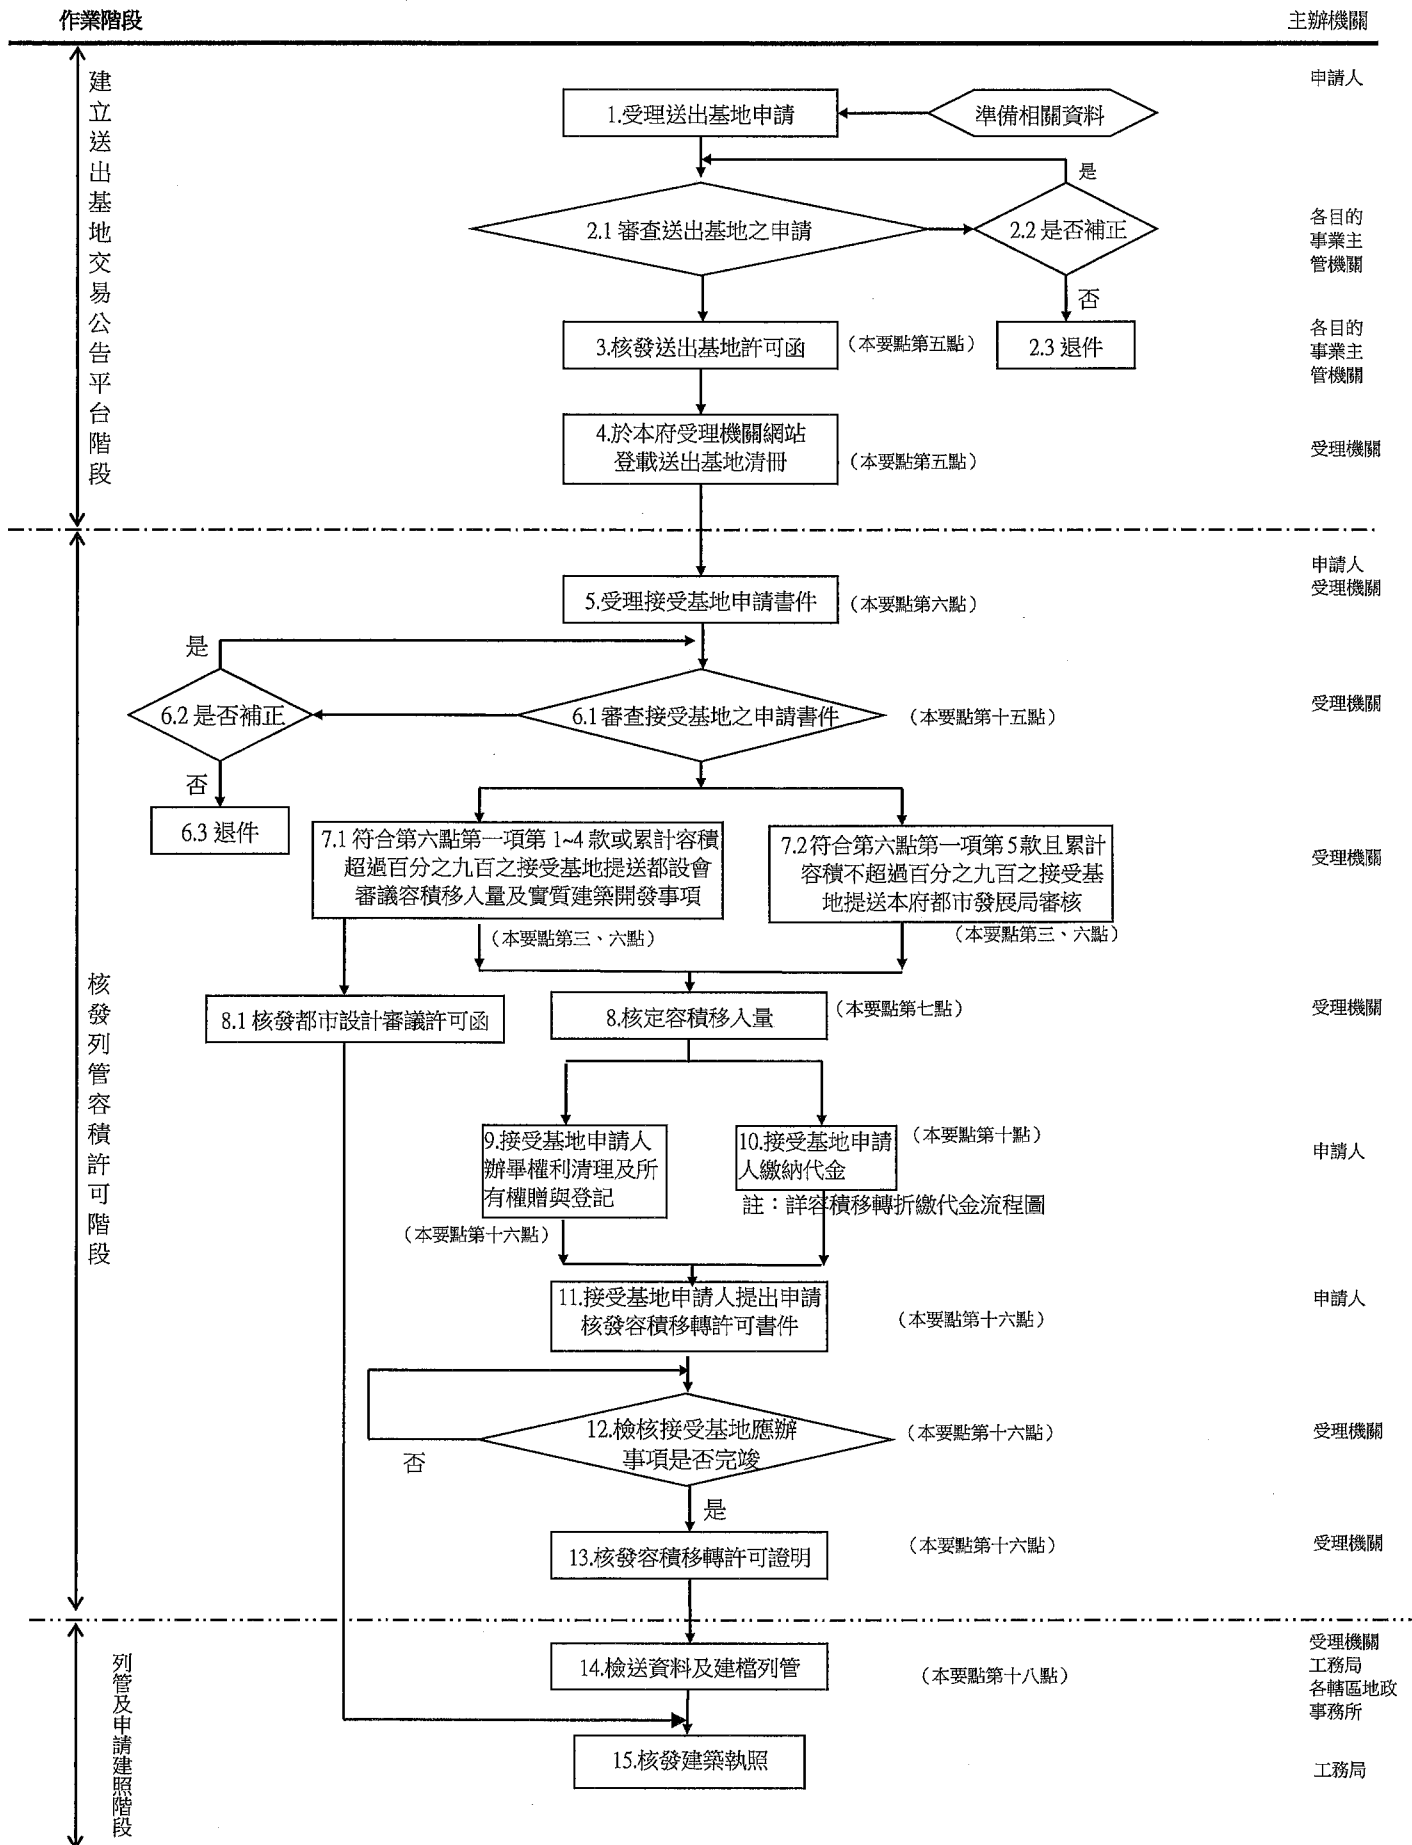 作業階段
主辦機關
建立送出基地交易公告平台階段
申請人
1.受理送出基地申請
準備相關資料
是
2.1 審查送出基地之申請
2.2 是否補正
各目的
事業主
管機關
否
3.核發送出基地許可函
（本要點第五點）
2.3 退件
各目的
事業主
管機關
4.於本府受理機關網站
登載送出基地清冊
（本要點第五點）
受理機關
核發列管容積許可階段
申請人
受理機關
5.受理接受基地申請書件
（本要點第六點）
是
6.2 是否補正
6.1審查接受基地之申請書件
（本要點第十五點）
受理機關
否
6.3 退件
7.1 符合第六點第一項第 1~4 款或累計容積
超過百分之九百之接受基地提送都設會
審議容積移入量及實質建築開發事項
7.2符合第六點第一項第5款且累計
容積不超過百分之九百之接受基
地提送本府都市發展局審核
受理機關
（本要點第三、六點）
（本要點第三、六點）
8.1 核發都市設計審議許可函
8.核定容積移入量
（本要點第七點）
受理機關
9.接受基地申請人
辦畢權利清理及所
有權贈與登記
10.接受基地申請
人繳納代金
（本要點第十點）
申請人
註：詳容積移轉折繳代金流程圖
（本要點第十六點）
11.接受基地申請人提出申請
核發容積移轉許可書件
（本要點第十六點）
申請人
12.檢核接受基地應辦
事項是否完竣
（本要點第十六點）
受理機關
否
是
13.核發容積移轉許可證明
（本要點第十六點）
受理機關
列管及申請建照階段
14.檢送資料及建檔列管
（本要點第十八點）
受理機關
工務局
各轄區地政
事務所
15.核發建築執照
工務局